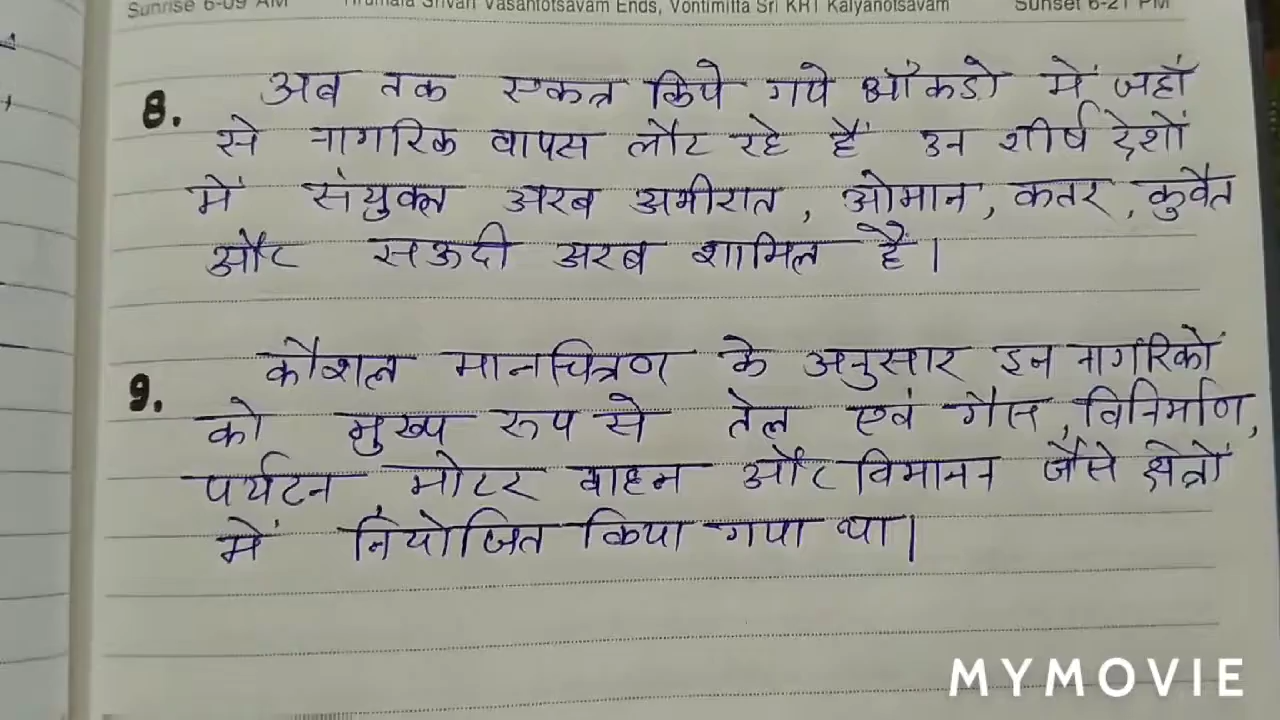 Sunrise 6-09 AM Tirumala Srivari Vasantotsavam Ends, Vontimitta Sri KRT Kalyanotsavam Sunset 6-21 PM
8. अब तक एकत्र किये गये आँकडो में जहाँ
से नागरिक वापस लौट रहे हैं उन शीर्ष देशों
में संयुक्त अरब अमीरात, ओमान, कतर, कुवैत
और सऊदी अरब शामिल हैं।
9. कौशल मानचित्रण के अनुसार इन नागरिकों
को मुख्य रूप से तेल एवं गैस, विनिर्माण,
पर्यटन, मोटर वाहन और विमानन जैसे क्षेत्रों
में नियोजित किया गया था।
MYMOVIE